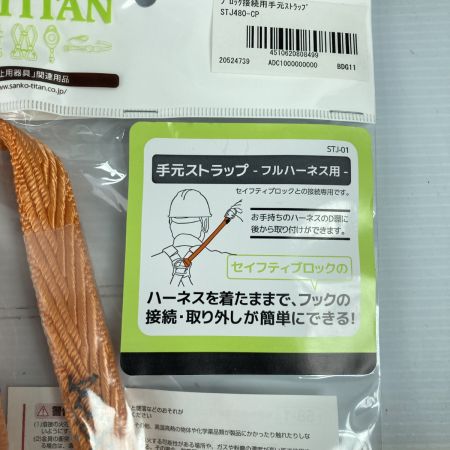 TITAN
ブロック接続用手元ストラップ
STJ480-CP
4510620808499
20524739 ADC1000000000 BDG11
止用器具」関連用品
www.sanko-titan.co.jp/
STJ-01
手元ストラップ - フルハーネス用 -
セイフティブロックとの接続専用です。
お手持ちのハーネスのD環に
後から取り付けができます。
セイフティブロックの
ハーネスを着たままで、フックの
接続・取り外しが簡単にできる!